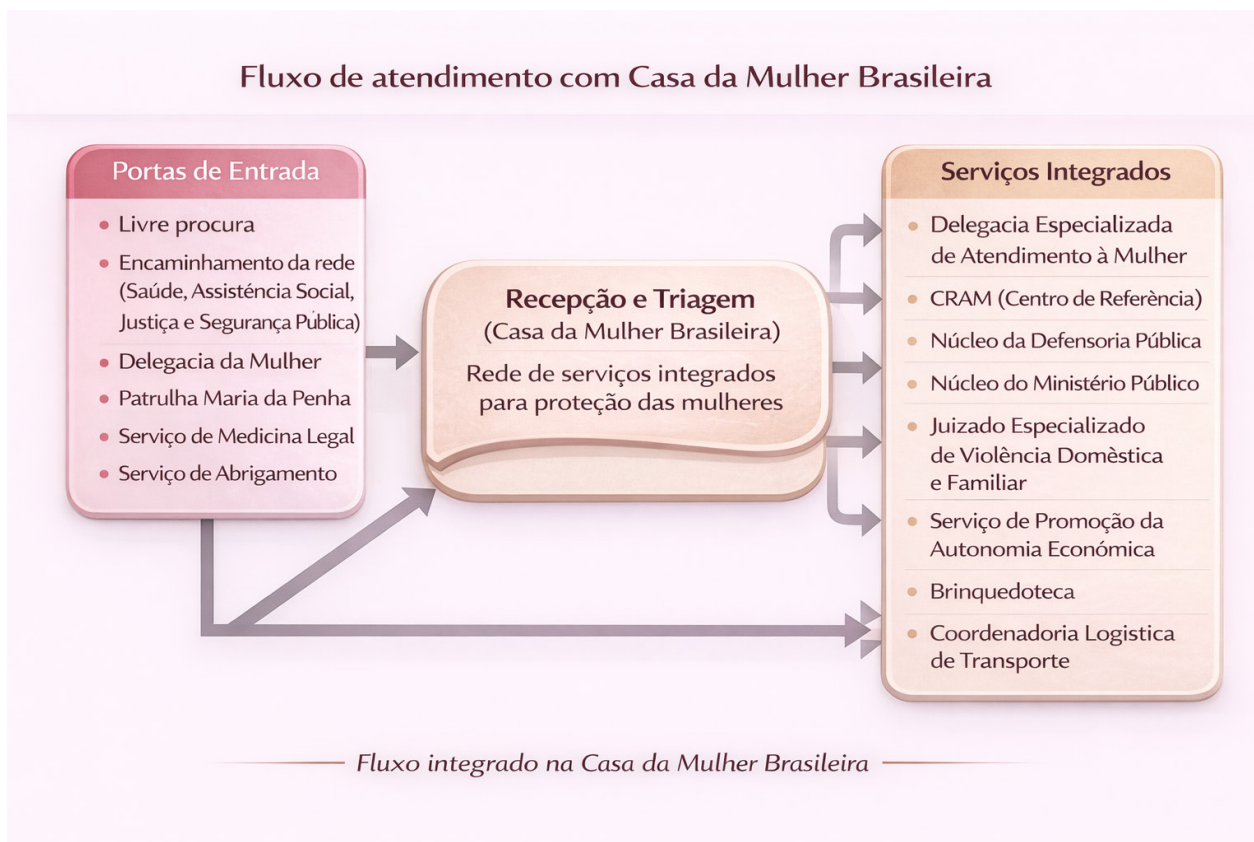 Fluxo de atendimento com Casa da Mulher Brasileira
Portas de Entrada
Livre procura
Encaminhamento da rede
(Saúde, Assisténcia Social,
Justiça e Segurança Pública)
Delegacia da Mulher
Patrulha Maria da Penha
Serviço de Medicina Legal
Serviço de Abrigamento
Recepção e Triagem
(Casa da Mulher Brasileira)
Rede de serviços integrados
para proteção das mulheres
Serviços Integrados
Delegacia Especializada
de Atendimento à Mulher
CRAM (Centro de Referència)
Núcleo da Defensoria Pública
Núcleo do Ministério Público
Juizado Especializado
de Violència Domèstica
e Familiar
Serviço de Promoção da
Autonomia Económica
Brinquedoteca
Coordenadoria Logistica
de Transporte
Fluxo integrado na Casa da Mulher Brasileira